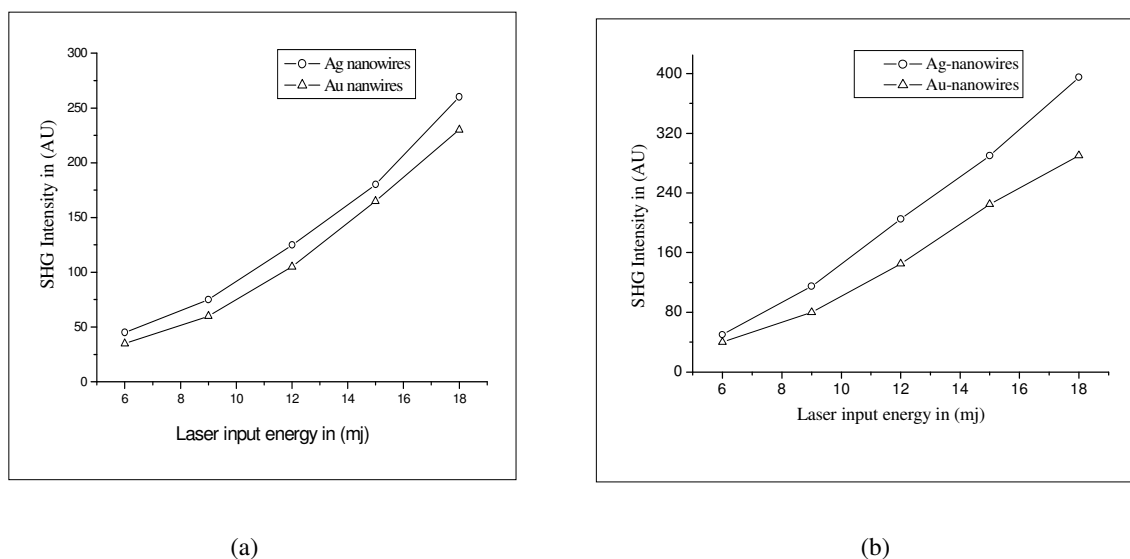 300
250
200
150
100
50
0
SHG Intensity in (AU)
Ag nanowires
Au nanwires
6 8 10 12 14 16 18
Laser input energy in (mj)
(a)
400
320
240
160
80
0
SHG Intensity in (AU)
Ag-nanowires
Au-nanowires
6 8 10 12 14 16 18
Laser input energy in (mj)
(b)